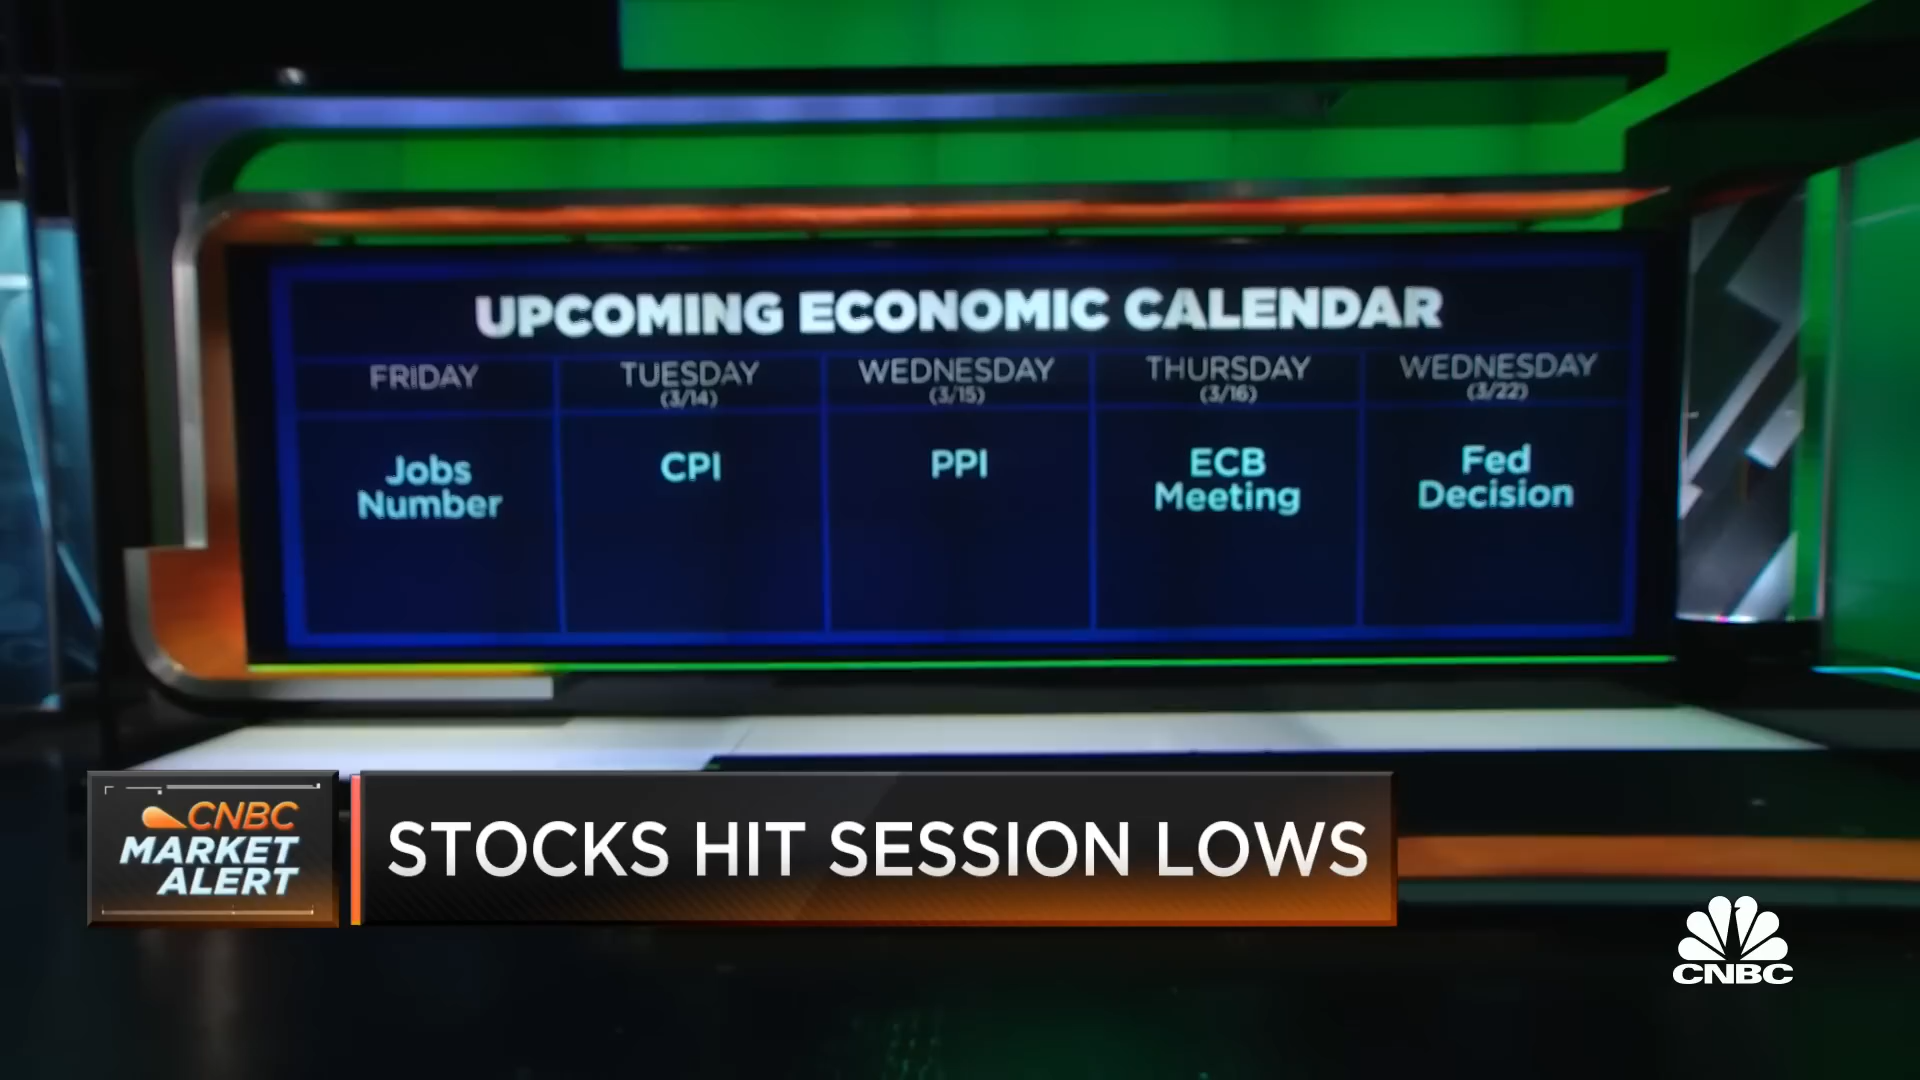 UPCOMING ECONOMIC CALENDAR
FRIDAY
TUESDAY
(3/14)
WEDNESDAY
(3/15)
THURSDAY
(3/16)
WEDNESDAY
(3/22)
Jobs
Number
CPI
PPI
ECB
Meeting
Fed
Decision
CNBC
MARKET
ALERT
STOCKS HIT SESSION LOWS
CNBC